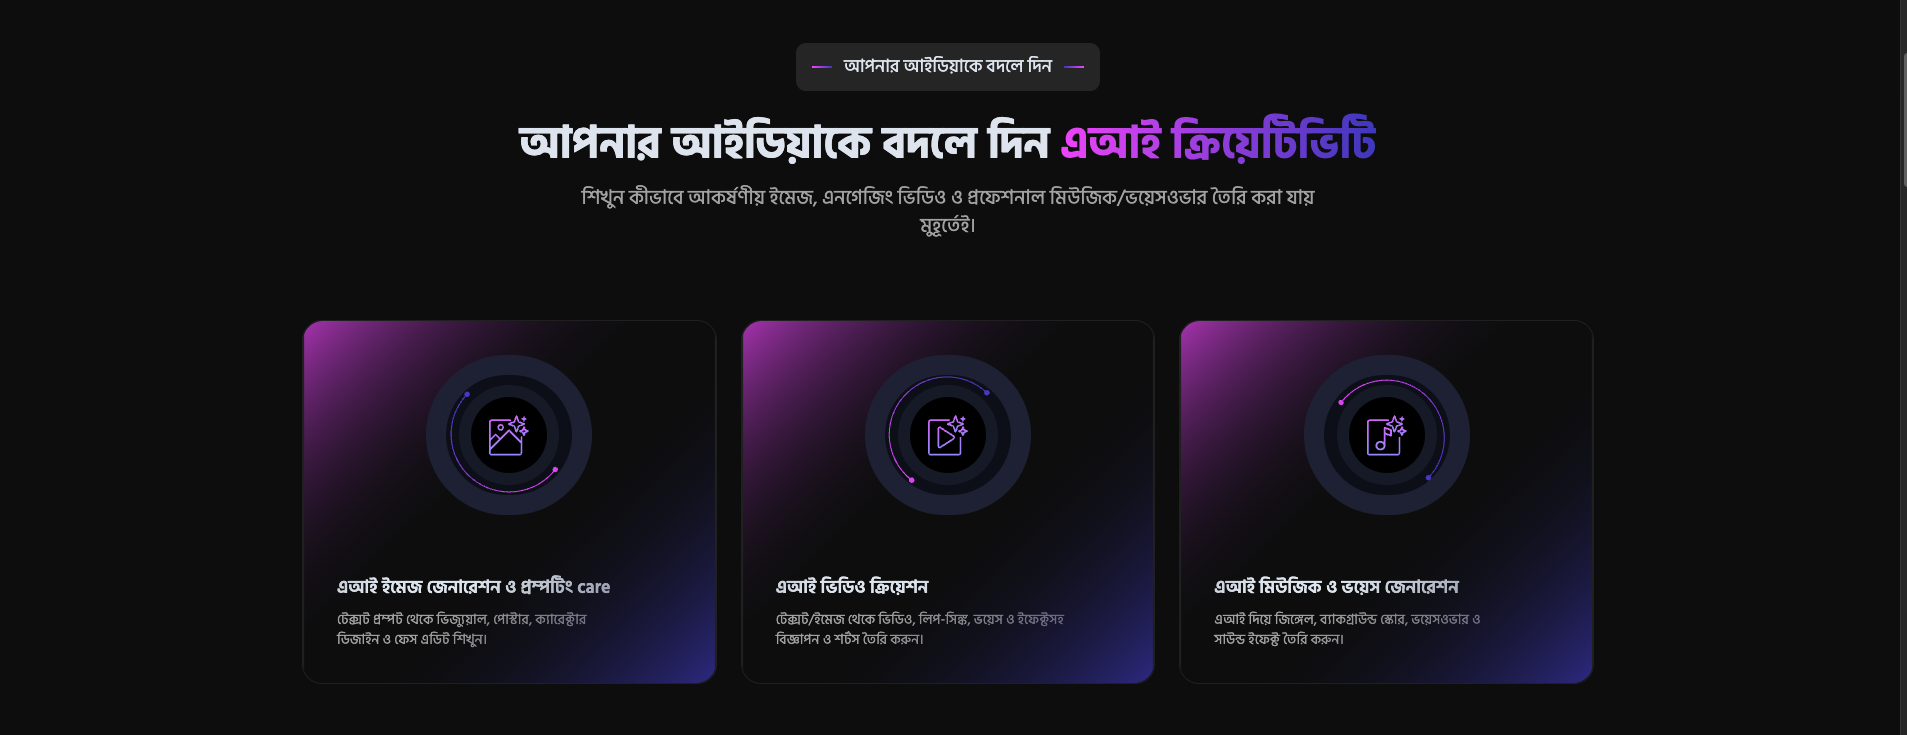 আপনার আইডিয়াকে বদলে দিন
আপনার আইডিয়াকে বদলে দিন এআই ক্রিয়েটিভিটি
শিখুন কীভাবে আকর্ষণীয় ইমেজ, এনগেজিং ভিডিও ও প্রফেশনাল মিউজিক/ভয়েসওভার তৈরি করা যায়
মুহূর্তেই।
এআই ইমেজ জেনারেশন ও প্রম্পটিং care
টেক্সট প্রম্পট থেকে ভিজ্যুয়াল, পোস্টার, ক্যারেক্টার
ডিজাইন ও ফেস এডিট শিখুন।
এআই ভিডিও ক্রিয়েশন
টেক্সট/ইমেজ থেকে ভিডিও, লিপ-সিঙ্ক, ভয়েস ও ইফেক্টসহ
বিজ্ঞাপন ও শর্টস তৈরি করুন।
এআই মিউজিক ও ভয়েস জেনারেশন
এআই দিয়ে জিঙ্গেল, ব্যাকগ্রাউন্ড স্কোর, ভয়েসওভার ও
সাউন্ড ইফেক্ট তৈরি করুন।